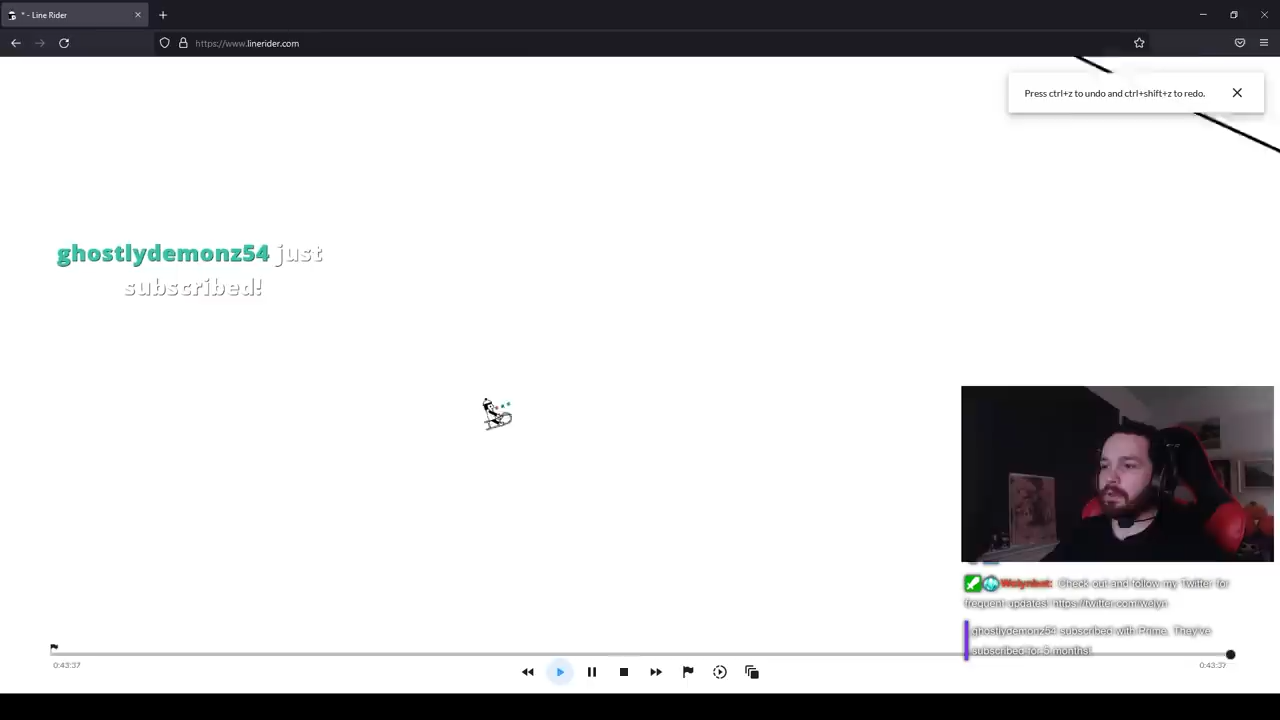 * - Line Rider
https://www.linerider.com
Press ctrl+z to undo and ctrl+shift+z to redo.
ghostlydemonz54 just
subscribed!
Welynbot: Check out and follow my Twitter for
frequent updates! https://twitter.com/welyn
ghostlydemonz54 subscribed with Prime. They've
subscribed for 5 months!
0:43:37
0:43:37